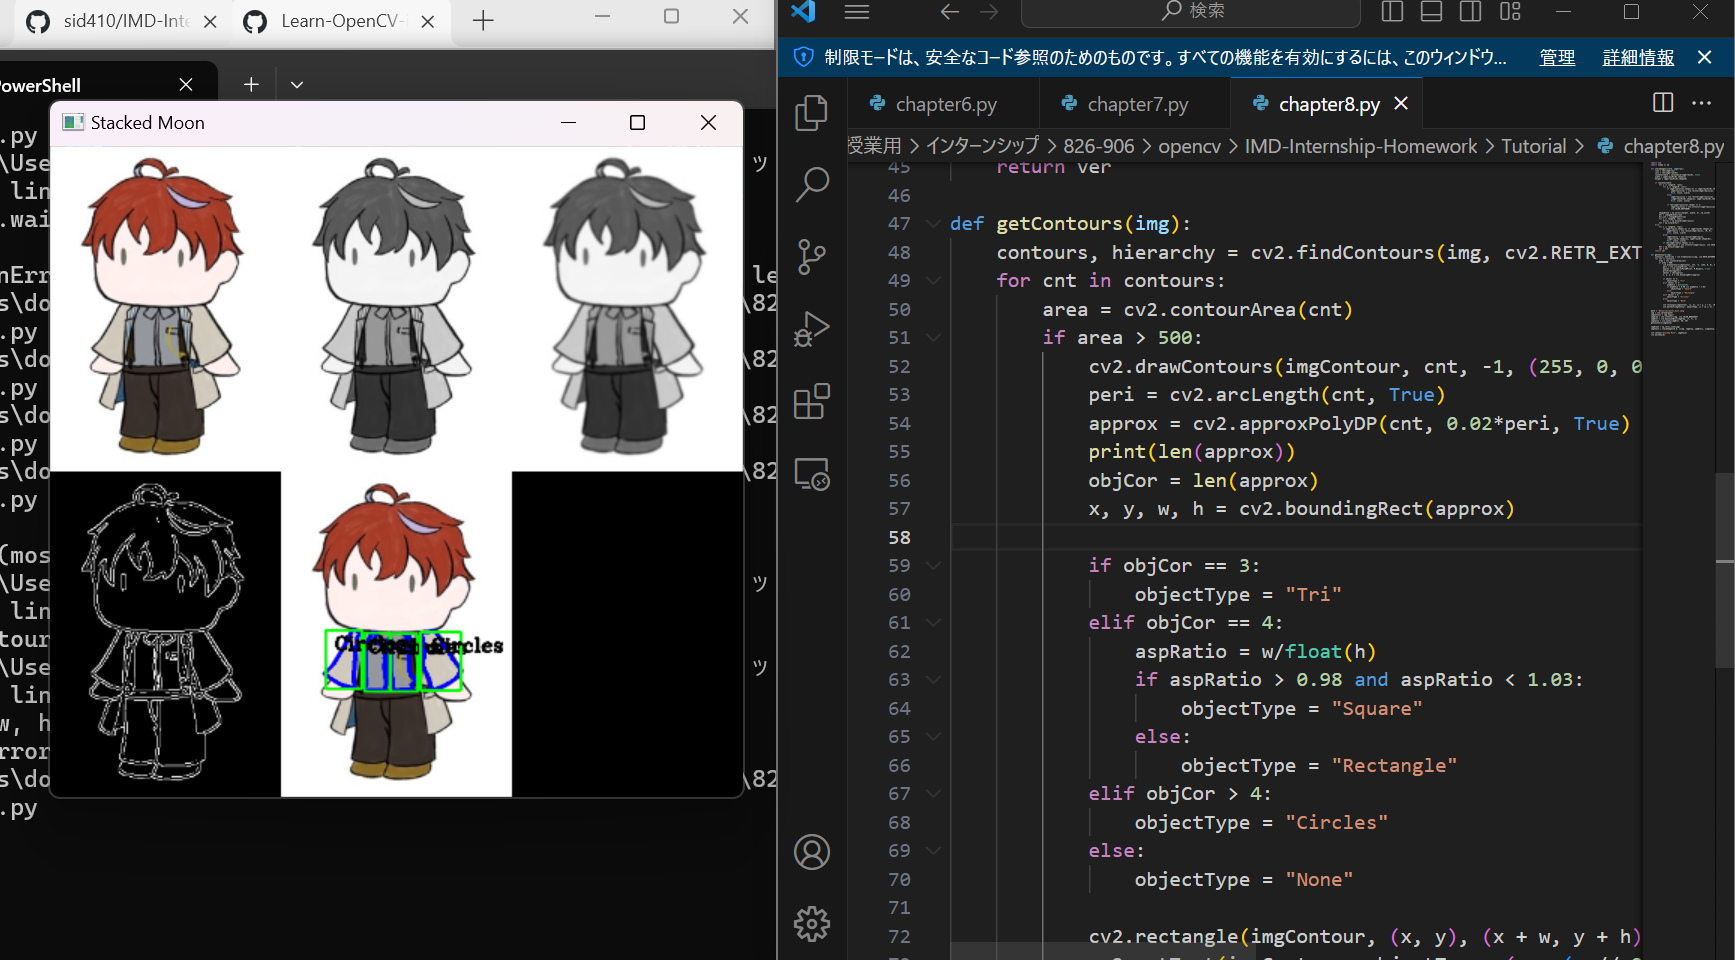 sid410/IMD-Inte
Learn-OpenCV-i
owerShell
Stacked Moon
.py
\Use
ッ
lin
.wai
nErr
le
s\do
\82
.py
s\do
\82
.py
s\do
\82
.py
s\do
\82
.py
(mos
\Use
ッ
lin
tour
\Use
ッ
lin
w, h
rror
s\do
\82
.py
Circles
検索
制限モードは、安全なコード参照のためのものです。すべての機能を有効にするには、このウィンドウ...
管理
詳細情報
chapter6.py
chapter7.py
chapter8.py
授業用 > インターンシップ > 826-906 > opencv > IMD-Internship-Homework > Tutorial > chapter8.py
45 return ver
46
47 def getContours(img):
48 contours, hierarchy = cv2.findContours(img, cv2.RETR_EXT
49 for cnt in contours:
50 area = cv2.contourArea(cnt)
51 if area > 500:
52 cv2.drawContours(imgContour, cnt, -1, (255, 0, 0
53 peri = cv2.arcLength(cnt, True)
54 approx = cv2.approxPolyDP(cnt, 0.02*peri, True)
55 print(len(approx))
56 objCor = len(approx)
57 x, y, w, h = cv2.boundingRect(approx)
58
59 if objCor == 3:
60 objectType = "Tri"
61 elif objCor == 4:
62 aspRatio = w/float(h)
63 if aspRatio > 0.98 and aspRatio < 1.03:
64 objectType = "Square"
65 else:
66 objectType = "Rectangle"
67 elif objCor > 4:
68 objectType = "Circles"
69 else:
70 objectType = "None"
71
72 cv2.rectangle(imgContour, (x, y), (x + w, y + h)